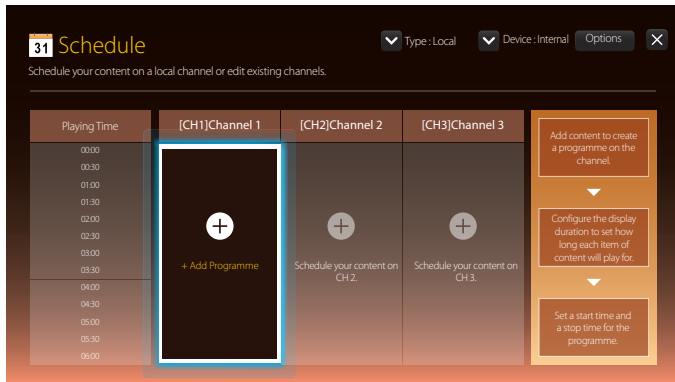 31 Schedule
Type : Local
Device : Internal
Options
Schedule your content on a local channel or edit existing channels.
Playing Time
[CH1]Channel 1
[CH2]Channel 2
[CH3]Channel 3
00:00
00:30
01:00
01:30
02:00
02:30
03:00
03:30
04:00
04:30
05:00
05:30
06:00
+ Add Programme
Schedule your content on
CH 2.
Schedule your content on
CH 3.
Add content to create
a programme on the
channel.
Configure the display
duration to set how
long each item of
content will play for.
Set a start time and
a stop time for the
programme.